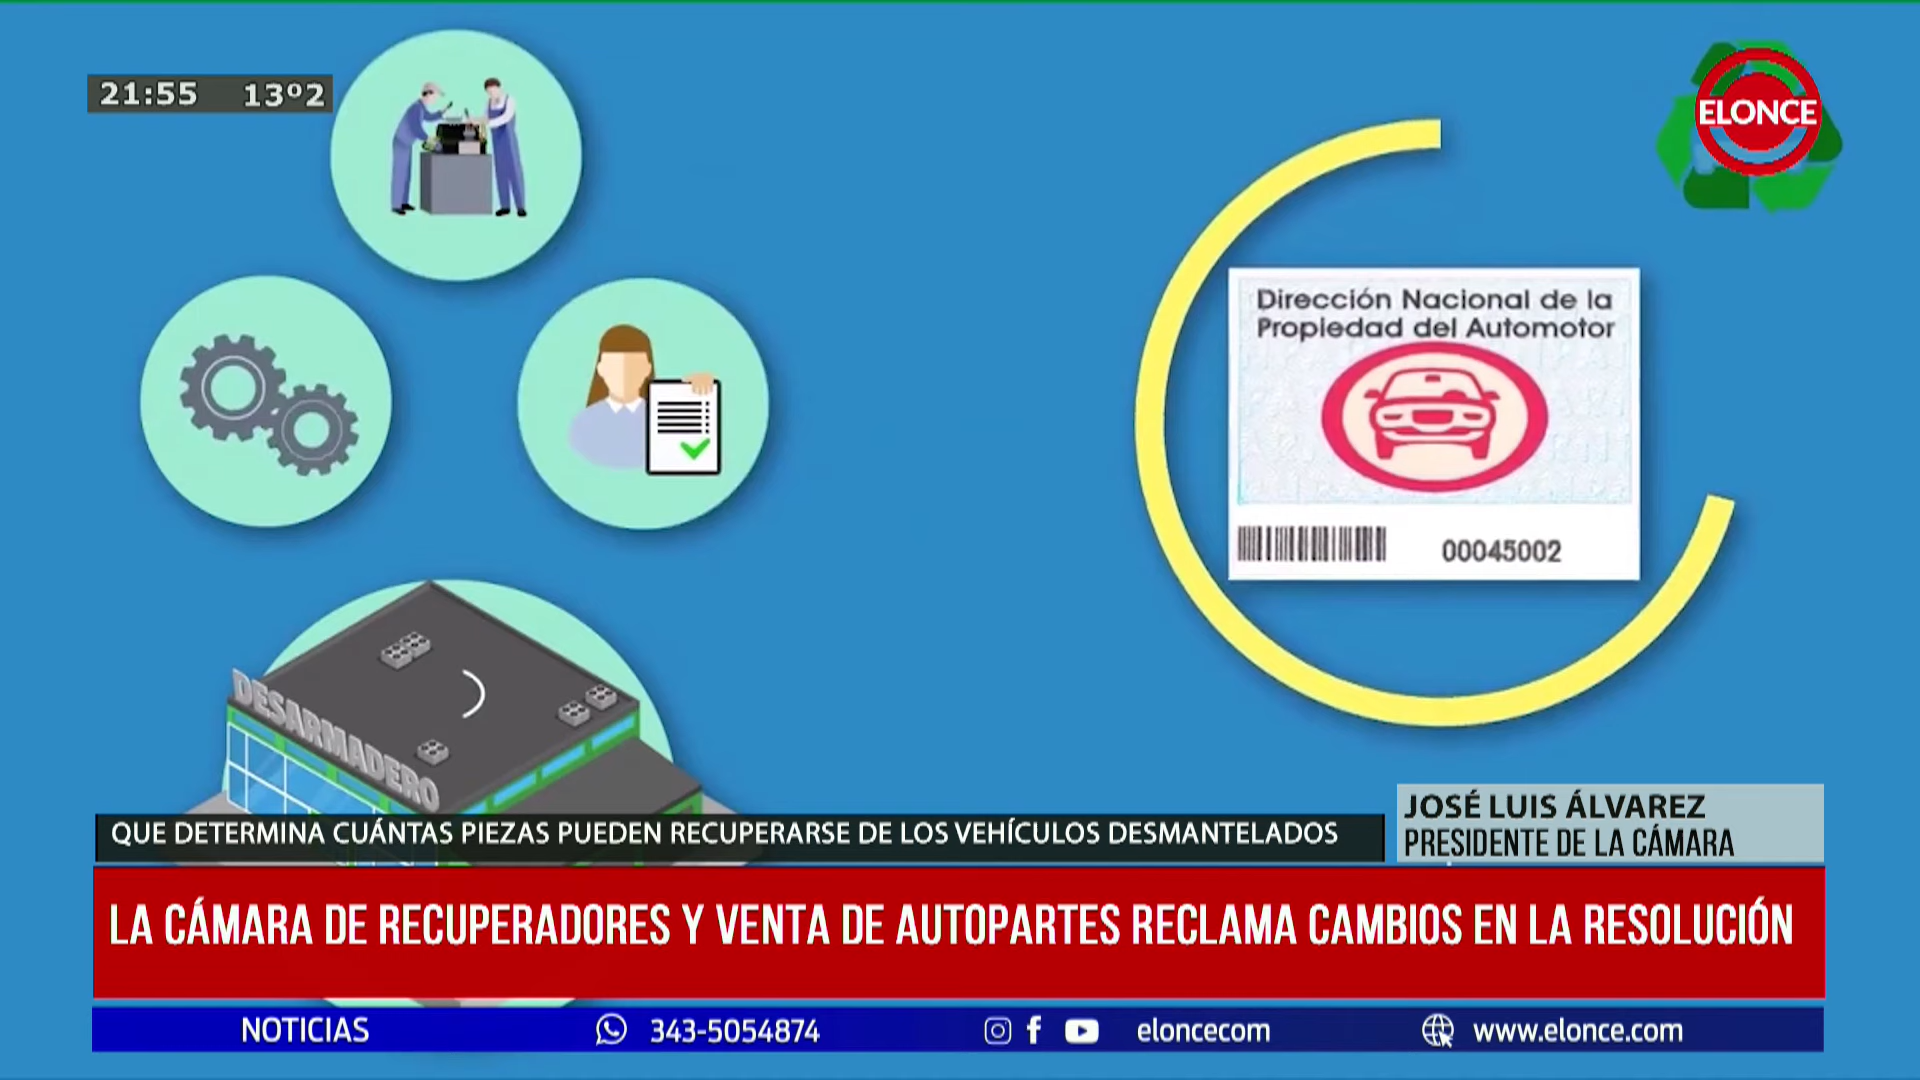 21:55 13º2
ELONCE
Dirección Nacional de la
Propiedad del Automotor
00045002
DESARMADERO
JOSÉ LUIS ÁLVAREZ
PRESIDENTE DE LA CÁMARA
QUE DETERMINA CUÁNTAS PIEZAS PUEDEN RECUPERARSE DE LOS VEHÍCULOS DESMANTELADOS
LA CÁMARA DE RECUPERADORES Y VENTA DE AUTOPARTES RECLAMA CAMBIOS EN LA RESOLUCIÓN
NOTICIAS 343-5054874 eloncecom www.elonce.com